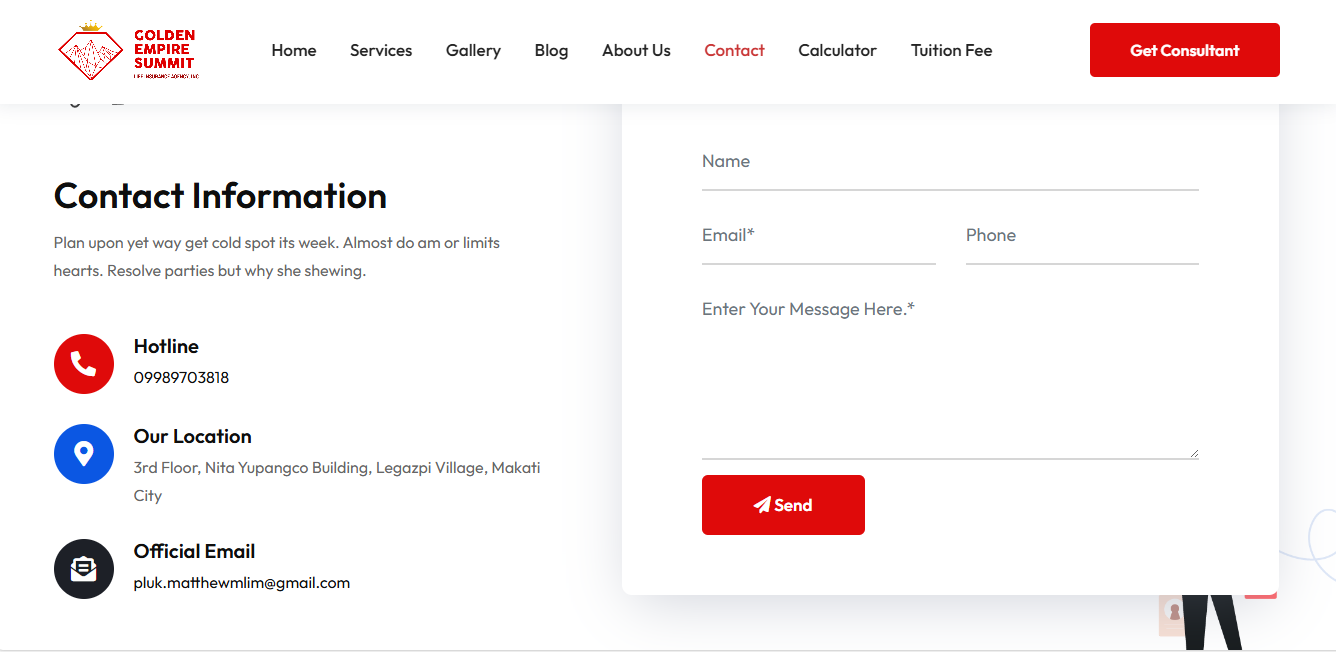 GOLDEN
EMPIRE
SUMMIT
LIFE INSURANCE AGENCY, INC
Home Services Gallery Blog About Us Contact Calculator Tuition Fee
Get Consultant
Contact Information
Plan upon yet way get cold spot its week. Almost do am or limits
hearts. Resolve parties but why she shewing.
Hotline
09989703818
Our Location
3rd Floor, Nita Yupangco Building, Legazpi Village, Makati
City
Official Email
pluk.matthewmlim@gmail.com
Name
Email* Phone
Enter Your Message Here.*
Send